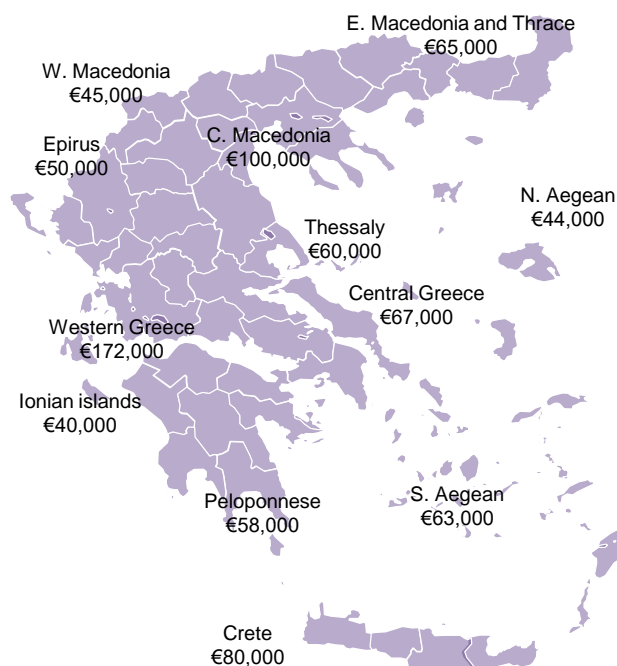 E. Macedonia and Thrace
€65,000
W. Macedonia
€45,000
C. Macedonia
€100,000
Epirus
€50,000
N. Aegean
€44,000
Thessaly
€60,000
Central Greece
€67,000
Western Greece
€172,000
Ionian islands
€40,000
Peloponnese
€58,000
S. Aegean
€63,000
Crete
€80,000